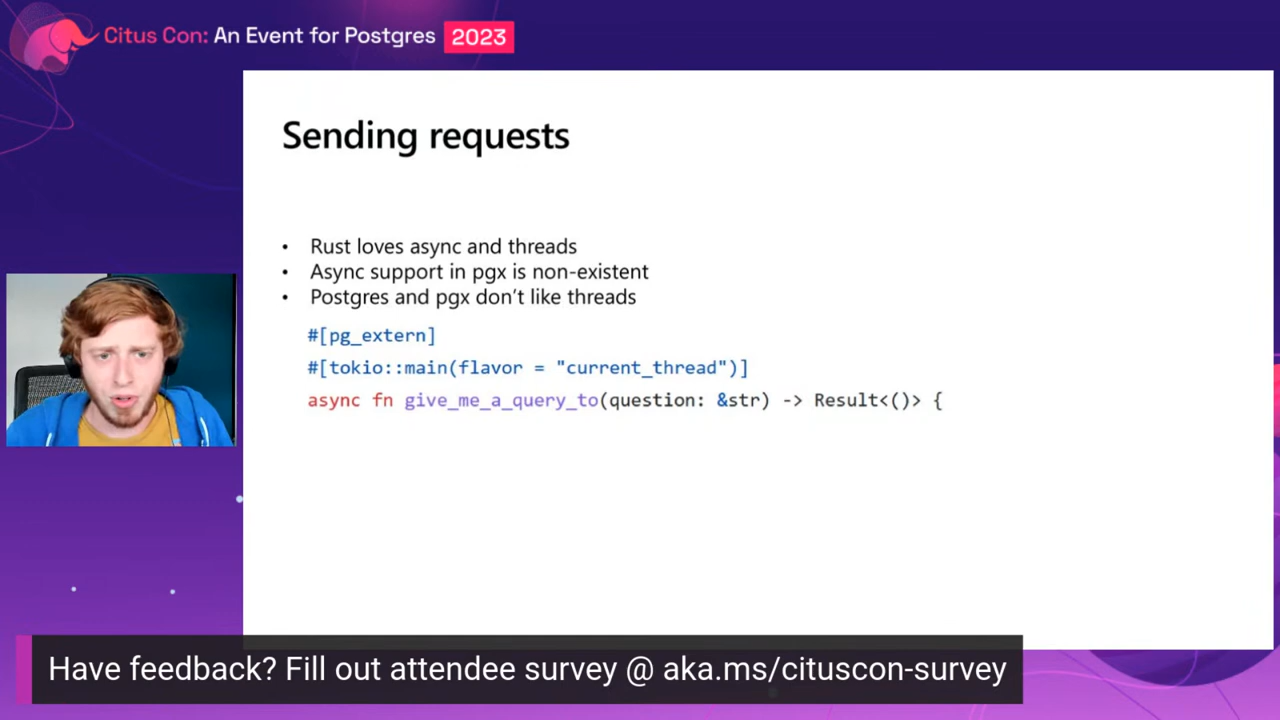 Citus Con: An Event for Postgres 2023
Sending requests
• Rust loves async and threads
• Async support in pgx is non-existent
• Postgres and pgx don't like threads
#[pg_extern]
#[tokio::main(flavor = "current_thread")]
async fn give_me_a_query_to(question: &str) -> Result<()> {
Have feedback? Fill out attendee survey @ aka.ms/cituscon-survey